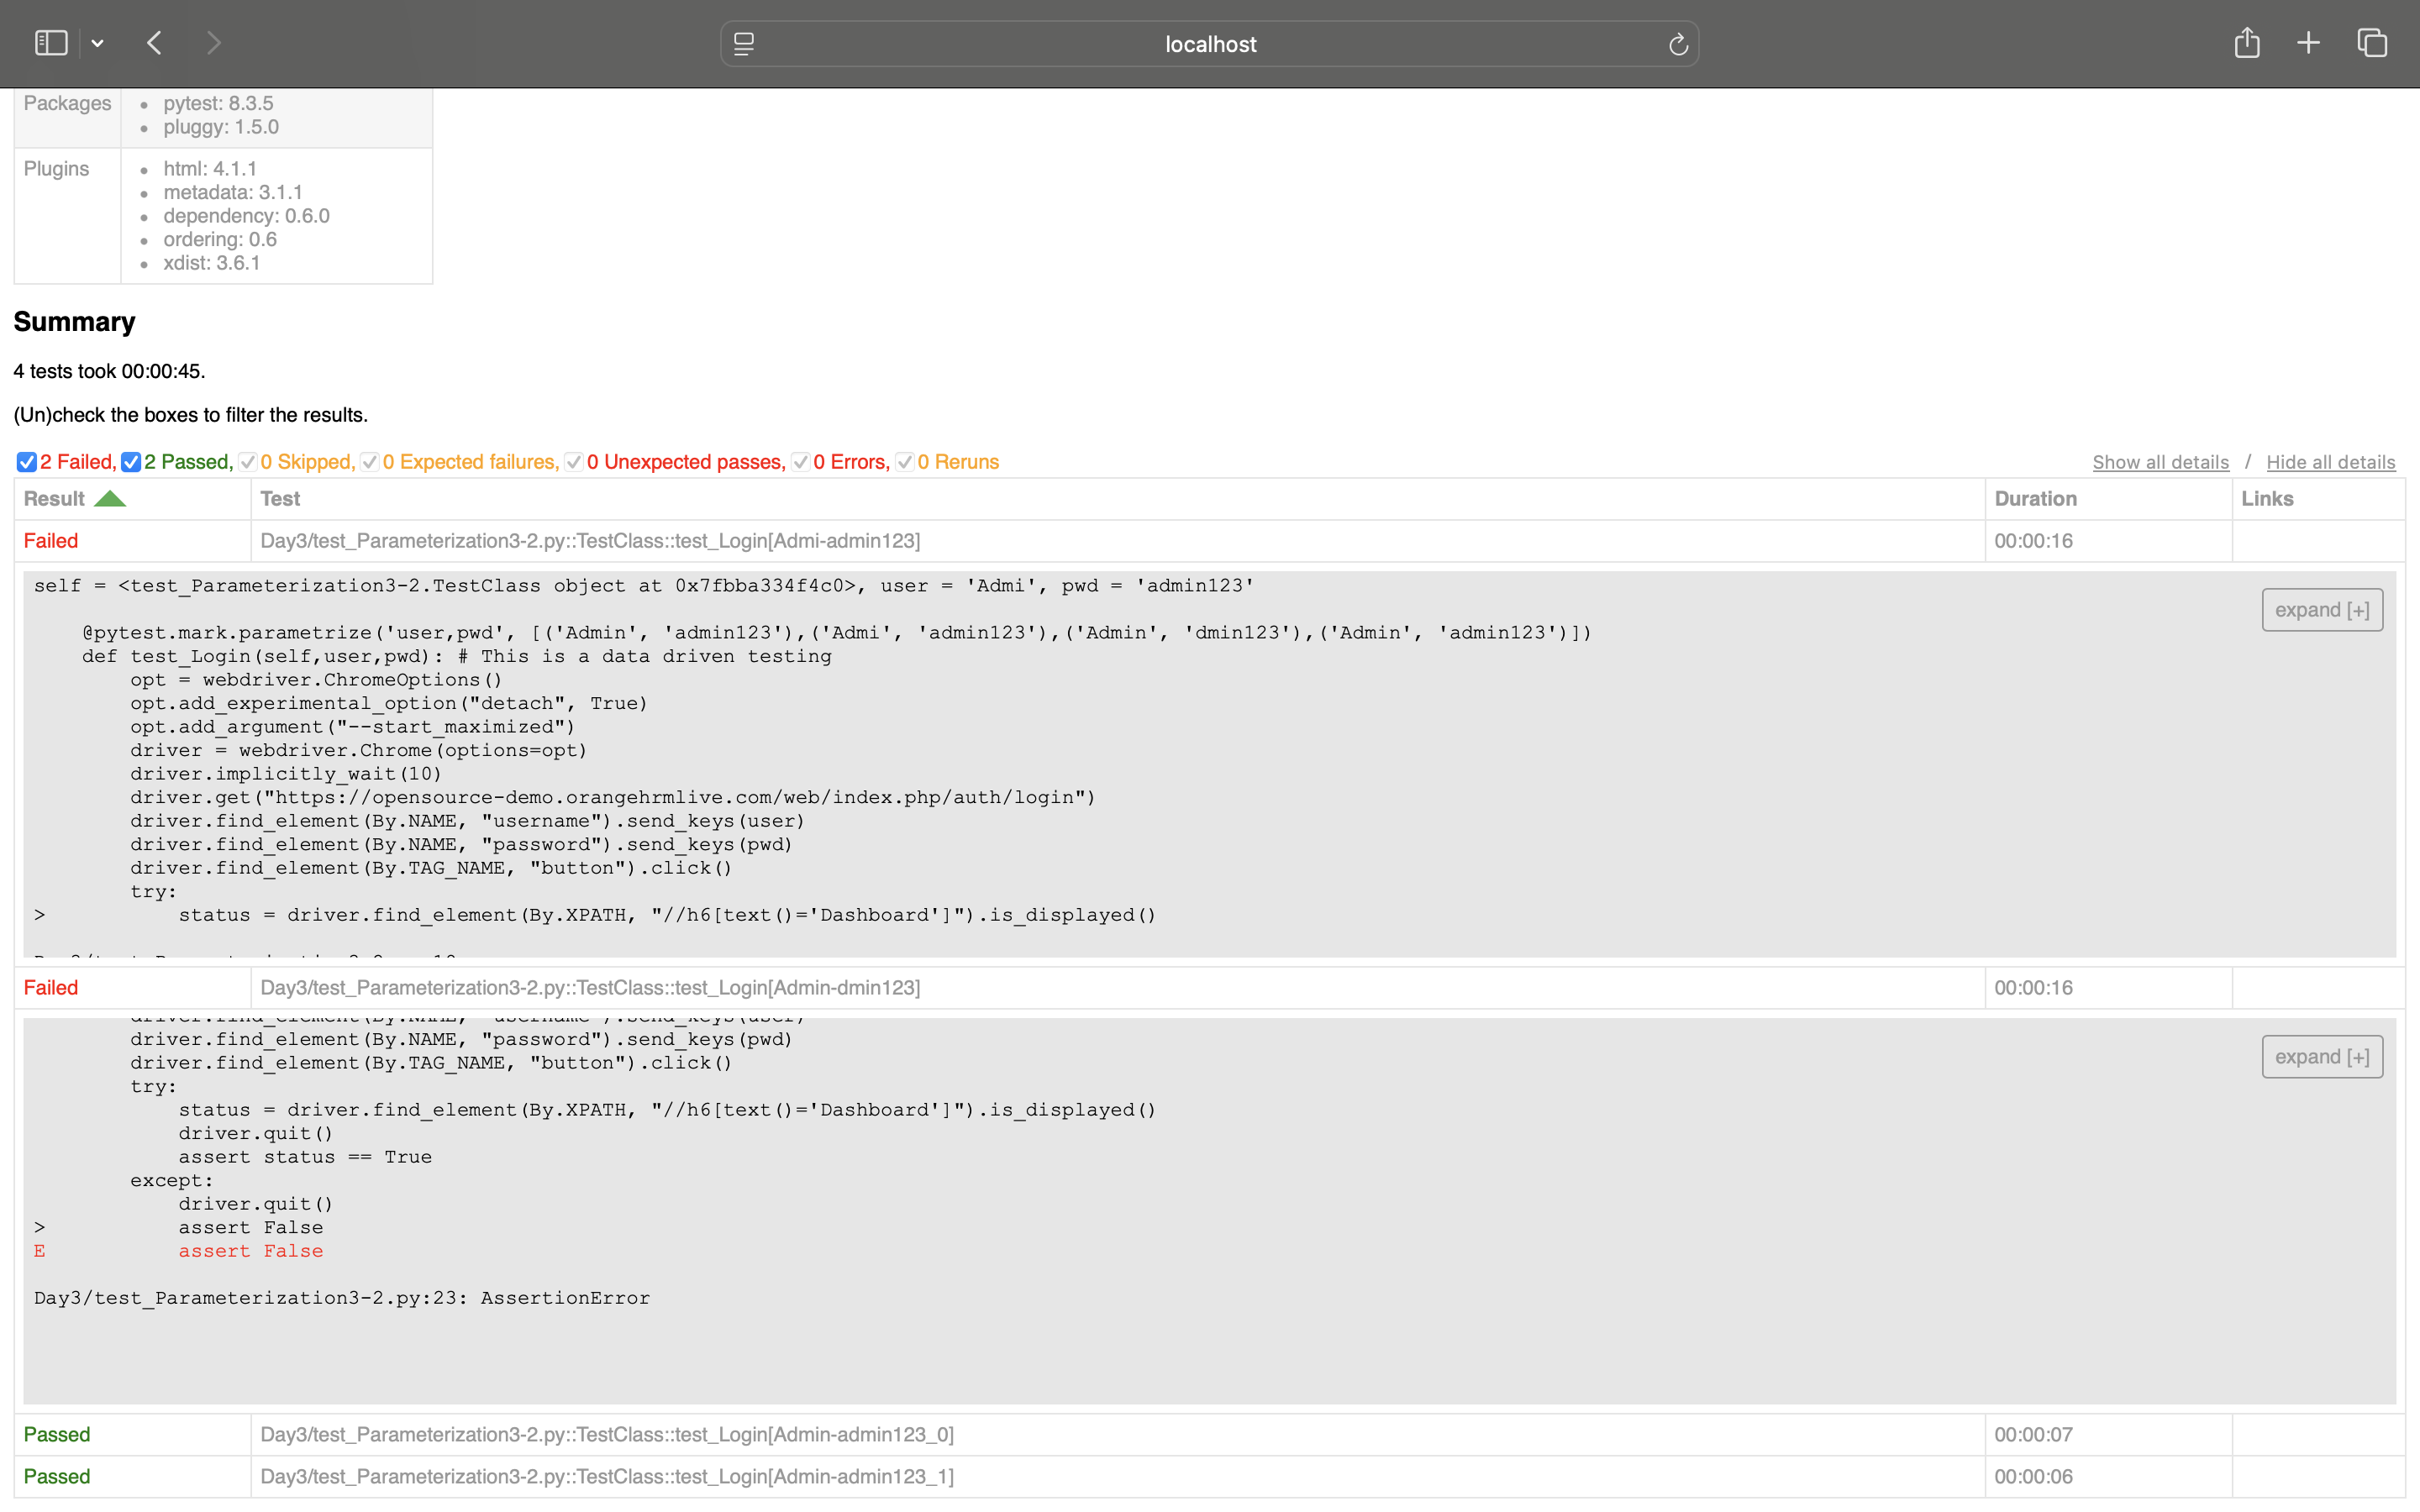 localhost
Packages
pytest: 8.3.5
pluggy: 1.5.0
Plugins
html: 4.1.1
metadata: 3.1.1
dependency: 0.6.0
ordering: 0.6
xdist: 3.6.1
Summary
4 tests took 00:00:45.
(Un)check the boxes to filter the results.
2 Failed, 2 Passed, 0 Skipped, 0 Expected failures, 0 Unexpected passes, 0 Errors, 0 Reruns Show all details / Hide all details
Result Test Duration Links
Failed Day3/test_Parameterization3-2.py::TestClass::test_Login[Admi-admin123] 00:00:16
expand [+]
self = <test_Parameterization3-2.TestClass object at 0x7fbba334f4c0>, user = 'Admi', pwd = 'admin123'
@pytest.mark.parametrize('user,pwd', [('Admin', 'admin123'),('Admi', 'admin123'),('Admin', 'dmin123'),('Admin', 'admin123')])
def test_Login(self,user,pwd): # This is a data driven testing
opt = webdriver.ChromeOptions()
opt.add_experimental_option("detach", True)
opt.add_argument("--start_maximized")
driver = webdriver.Chrome(options=opt)
driver.implicitly_wait(10)
driver.get("https://opensource-demo.orangehrmlive.com/web/index.php/auth/login")
driver.find_element(By.NAME, "username").send_keys(user)
driver.find_element(By.NAME, "password").send_keys(pwd)
driver.find_element(By.TAG_NAME, "button").click()
try:
> status = driver.find_element(By.XPATH, "//h6[text()='Dashboard']").is_displayed()
Failed Day3/test_Parameterization3-2.py::TestClass::test_Login[Admin-dmin123] 00:00:16
expand [+]
driver.find_element(By.NAME, "username").send_keys(user)
driver.find_element(By.NAME, "password").send_keys(pwd)
driver.find_element(By.TAG_NAME, "button").click()
try:
status = driver.find_element(By.XPATH, "//h6[text()='Dashboard']").is_displayed()
driver.quit()
assert status == True
except:
driver.quit()
> assert False
E assert False
Day3/test_Parameterization3-2.py:23: AssertionError
Passed Day3/test_Parameterization3-2.py::TestClass::test_Login[Admin-admin123_0] 00:00:07
Passed Day3/test_Parameterization3-2.py::TestClass::test_Login[Admin-admin123_1] 00:00:06